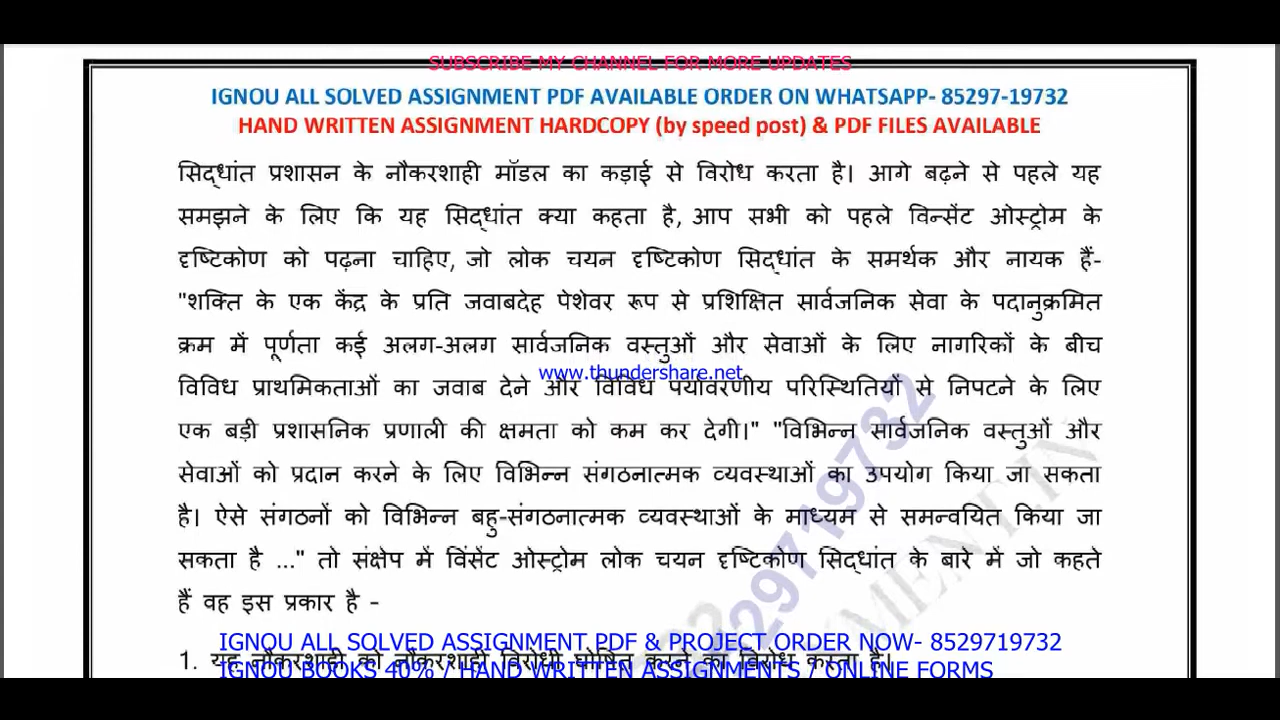 SUBSCRIBE MY CHANNEL FOR MORE UPDATES
IGNOU ALL SOLVED ASSIGNMENT PDF AVAILABLE ORDER ON WHATSAPP- 85297-19732
HAND WRITTEN ASSIGNMENT HARDCOPY (by speed post) & PDF FILES AVAILABLE
सिद्धांत प्रशासन के नौकरशाही मॉडल का कड़ाई से विरोध करता है। आगे बढ़ने से पहले यह
समझने के लिए कि यह सिद्धांत क्या कहता है, आप सभी को पहले विन्सेंट ओस्ट्रोम के
दृष्टिकोण को पढ़ना चाहिए, जो लोक चयन दृष्टिकोण सिद्धांत के समर्थक और नायक हैं-
"शक्ति के एक केंद्र के प्रति जवाबदेह पेशेवर रूप से प्रशिक्षित सार्वजनिक सेवा के पदानुक्रमित
क्रम में पूर्णता कई अलग-अलग सार्वजनिक वस्तुओं और सेवाओं के लिए नागरिकों के बीच
www.thundershare.net
विविध प्राथमिकताओं का जवाब देने और विविध पर्यावरणीय परिस्थितियों से निपटने के लिए
एक बड़ी प्रशासनिक प्रणाली की क्षमता को कम कर देगी।" "विभिन्न सार्वजनिक वस्तुओं और
सेवाओं को प्रदान करने के लिए विभिन्न संगठनात्मक व्यवस्थाओं का उपयोग किया जा सकता
है। ऐसे संगठनों को विभिन्न बहु-संगठनात्मक व्यवस्थाओं के माध्यम से समन्वयित किया जा
सकता है ..." तो संक्षेप में विंसेंट ओस्ट्रोम लोक चयन दृष्टिकोण सिद्धांत के बारे में जो कहते
हैं वह इस प्रकार है -
IGNOU ALL SOLVED ASSIGNMENT PDF & PROJECT ORDER NOW- 8529719732
1. यह नौकरशाही को नौकरशाही विरोधी घोषित करने का विरोध करता है।
IGNOU BOOKS 40% / HAND WRITTEN ASSIGNMENTS / ONLINE FORMS